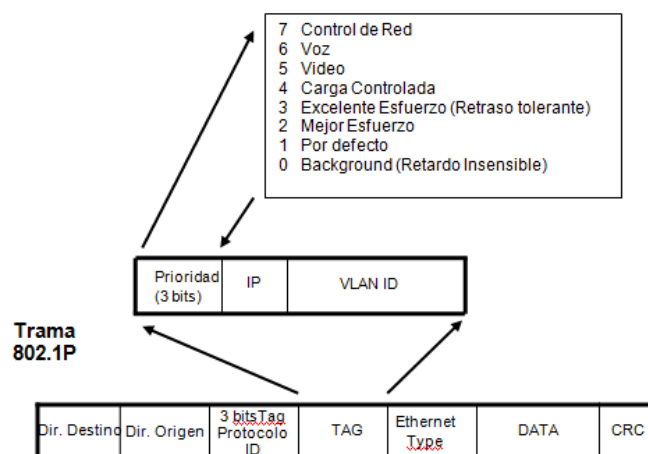 7 Control de Red
6 Voz
5 Video
4 Carga Controlada
3 Excelente Esfuerzo (Retraso tolerante)
2 Mejor Esfuerzo
1 Por defecto
0 Background (Retardo Insensible)
Prioridad
(3 bits)
IP
VLAN ID
Trama
802.1P
Dir. Destino
Dir. Origen
3 bitsTag
Protocolo
ID
TAG
Ethernet
Type
DATA
CRC